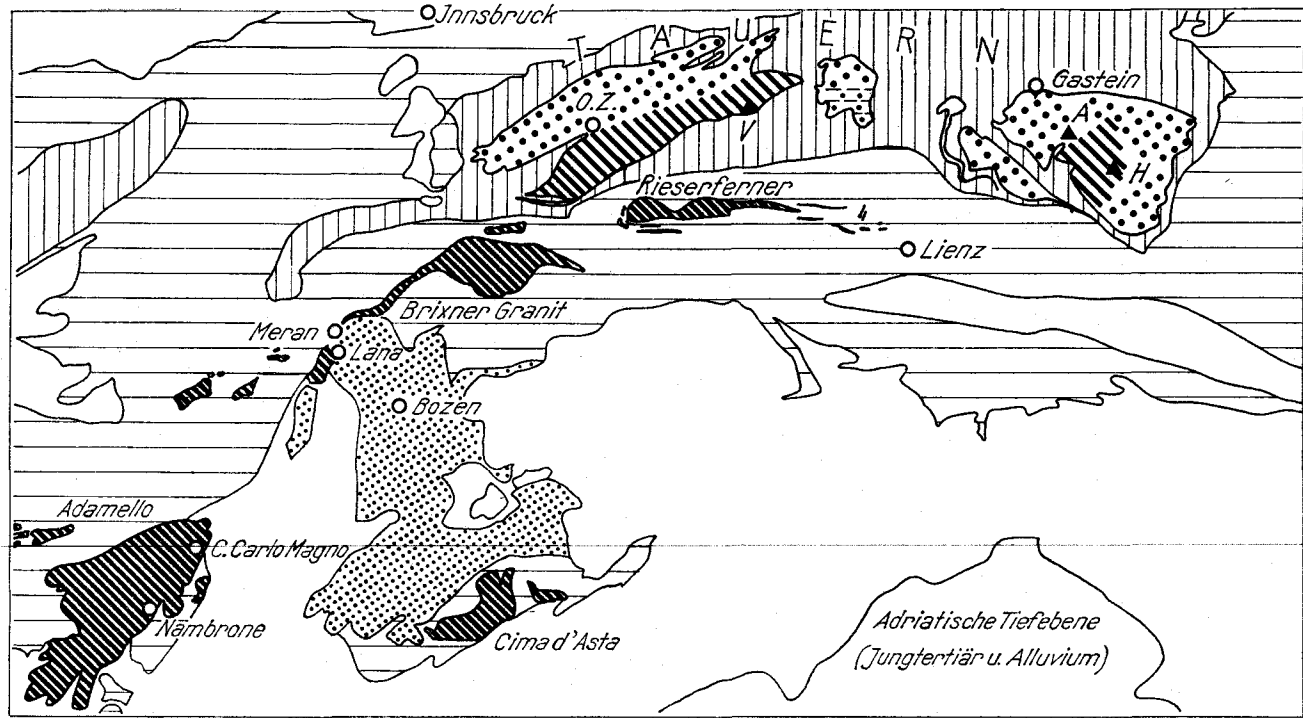 Innsbruck
T A U E R N
Gastein
O.Z.
A
V
H
Rieserferner
4
Lienz
Brixner Granit
Meran
Lana
Bozen
Adamello
C. Carlo Magno
Nambrone
Cima d'Asta
Adriatische Tiefebene
(Jungtertiär u. Alluvium)